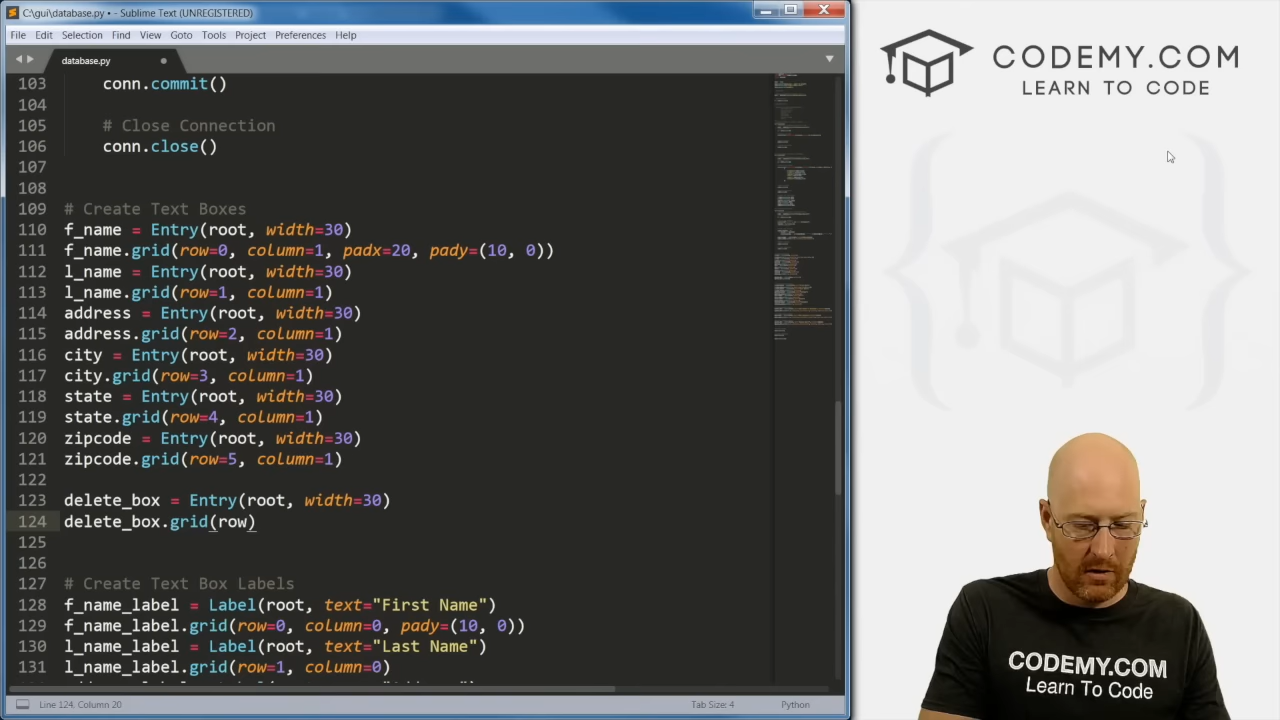 C:\gui\database.py • - Sublime Text (UNREGISTERED)
File Edit Selection Find View Goto Tools Project Preferences Help
database.py
103 conn.commit()
104
105 # Close Connection
106 conn.close()
107
108
109 # Create Text Boxes
110 f_name = Entry(root, width=30)
111 f_name.grid(row=0, column=1, padx=20, pady=(10, 0))
112 l_name = Entry(root, width=30)
113 l_name.grid(row=1, column=1)
114 address = Entry(root, width=30)
115 address.grid(row=2, column=1)
116 city = Entry(root, width=30)
117 city.grid(row=3, column=1)
118 state = Entry(root, width=30)
119 state.grid(row=4, column=1)
120 zipcode = Entry(root, width=30)
121 zipcode.grid(row=5, column=1)
122
123 delete_box = Entry(root, width=30)
124 delete_box.grid(row)
125
126
127 # Create Text Box Labels
128 f_name_label = Label(root, text="First Name")
129 f_name_label.grid(row=0, column=0, pady=(10, 0))
130 l_name_label = Label(root, text="Last Name")
131 l_name_label.grid(row=1, column=0)
Line 124, Column 20 Tab Size: 4 Python
CODEMY.COM
LEARN TO CODE
CODEMY.COM
Learn To Code